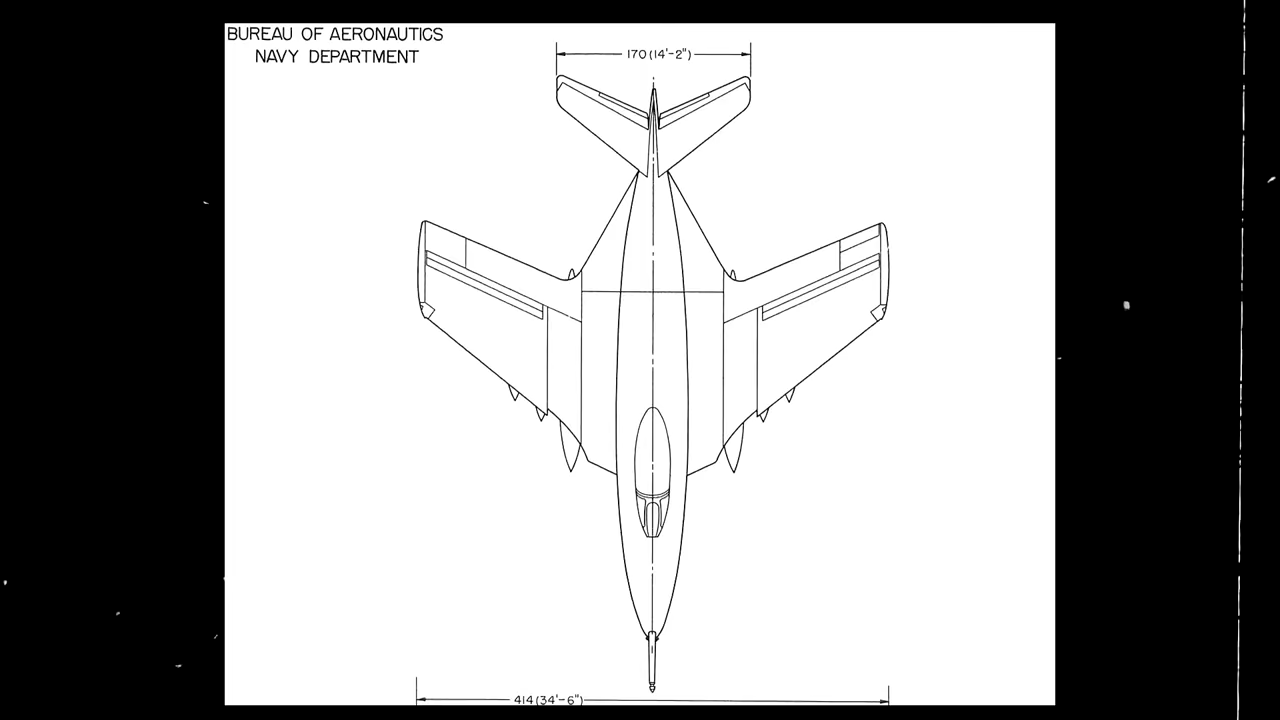 BUREAU OF AERONAUTICS
NAVY DEPARTMENT
170 (14'-2")
414 (34'-6")